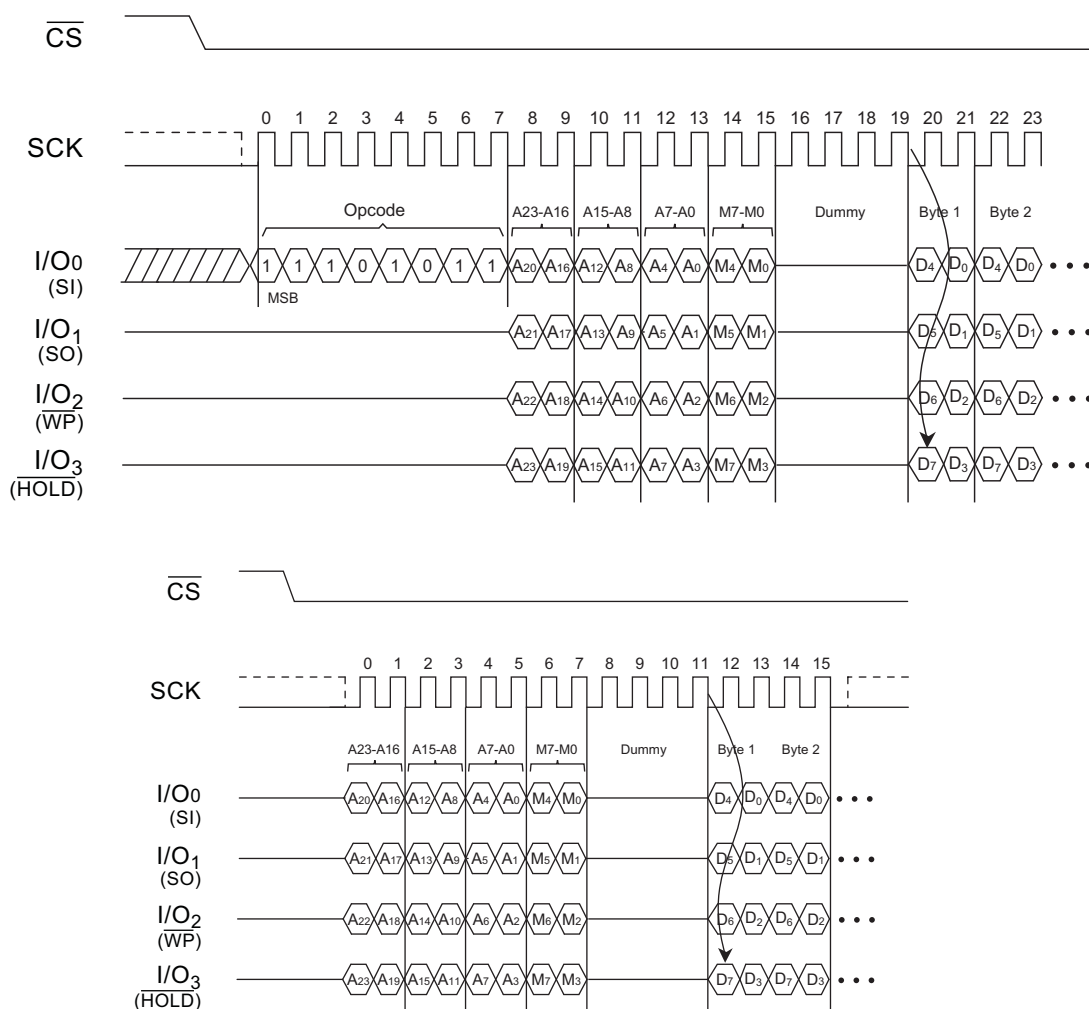 CS
0 1 2 3 4 5 6 7 8 9 10 11 12 13 14 15 16 17 18 19 20 21 22 23
SCK
Opcode A23-A16 A15-A8 A7-A0 M7-M0 Dummy Byte 1 Byte 2
I/O0 1 1 1 0 1 0 1 1 A20 A16 A12 A8 A4 A0 M4 M0 D4 D0 D4 D0 • • •
(SI)
MSB
I/O1 A21 A17 A13 A9 A5 A1 M5 M1 D5 D1 D5 D1 • • •
(SO)
I/O2 A22 A18 A14 A10 A6 A2 M6 M2 D6 D2 D6 D2 • • •
(WP)
I/O3 A23 A19 A15 A11 A7 A3 M7 M3 D7 D3 D7 D3 • • •
(HOLD)
CS
0 1 2 3 4 5 6 7 8 9 10 11 12 13 14 15
SCK
A23-A16 A15-A8 A7-A0 M7-M0 Dummy Byte 1 Byte 2
I/O0 A20 A16 A12 A8 A4 A0 M4 M0 D4 D0 D4 D0 • • •
(SI)
I/O1 A21 A17 A13 A9 A5 A1 M5 M1 D5 D1 D5 D1 • • •
(SO)
I/O2 A22 A18 A14 A10 A6 A2 M6 M2 D6 D2 D6 D2 • • •
(WP)
I/O3 A23 A19 A15 A11 A7 A3 M7 M3 D7 D3 D7 D3 • • •
(HOLD)